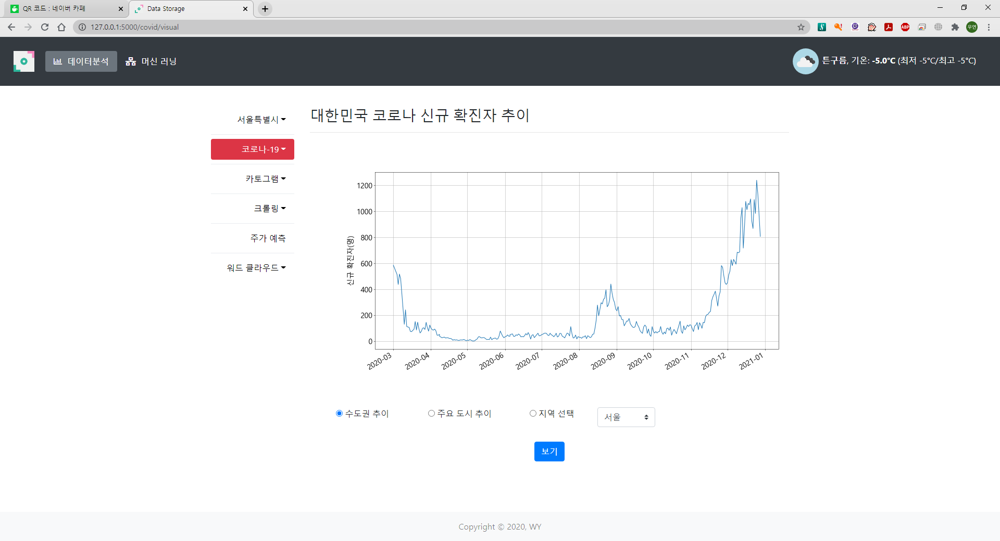 QR 코드 : 네이버 카페
Data Storage
127.0.0.1:5000/covid/visual
ABP
우연
데이터분석
머신 러닝
튼구름, 기온: -5.0℃ (최저 -5℃/최고 -5℃)
서울특별시
코로나-19
카토그램
크롤링
주가 예측
워드 클라우드
대한민국 코로나 신규 확진자 추이
신규 확진자(명)
1200
1000
800
600
400
200
0
2020-03
2020-04
2020-05
2020-06
2020-07
2020-08
2020-09
2020-10
2020-11
2020-12
2021-01
수도권 추이
주요 도시 추이
지역 선택
서울
보기
Copyright © 2020, WY